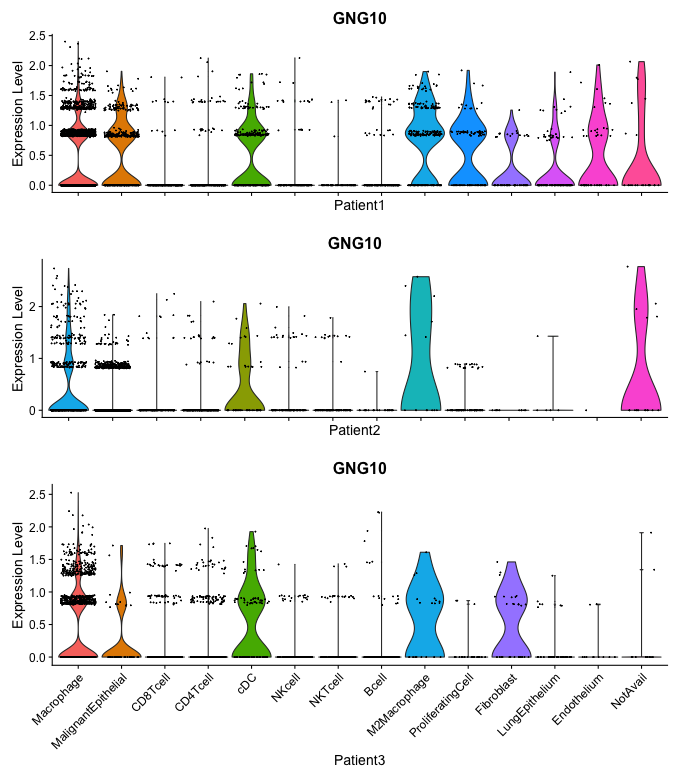 GNG10
Expression Level
2.5
2.0
1.5
1.0
0.5
0.0
Patient1
GNG10
Expression Level
2
1
0
Patient2
GNG10
Expression Level
2.5
2.0
1.5
1.0
0.5
0.0
Macrophage
MalignantEpithelial
CD8Tcell
CD4Tcell
cDC
NKcell
NKTcell
Bcell
M2Macrophage
ProliferatingCell
Fibroblast
LungEpithelium
Endothelium
NotAvail
Patient3